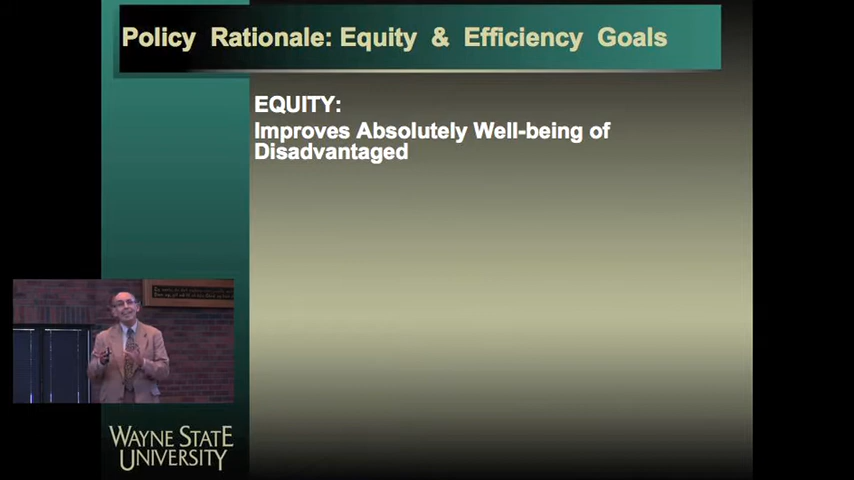 Policy Rationale: Equity & Efficiency Goals
EQUITY:
Improves Absolutely Well-being of
Disadvantaged
WAYNE STATE
UNIVERSITY